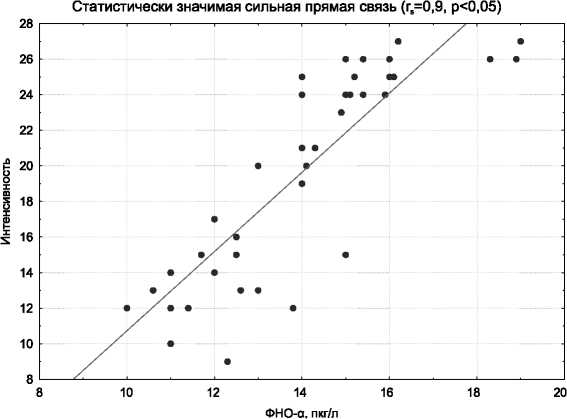 Статистически значимая сильная прямая связь (rs=0,9, p<0,05)
28
26
24
22
20
18
16
14
12
10
8
Интенсивность
8 10 12 14 16 18 20
ФНО-α, пкг/л